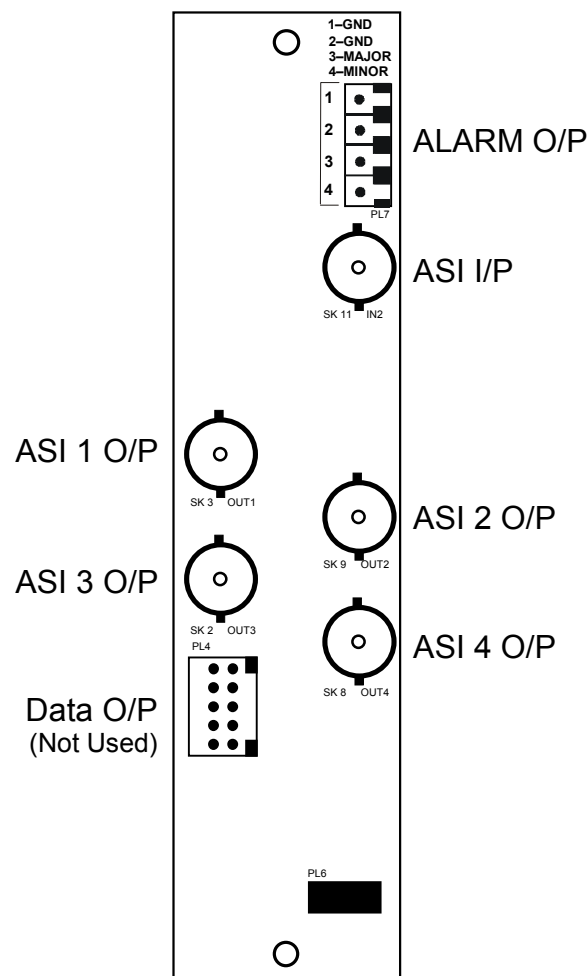 1–GND
2–GND
3–MAJOR
4–MINOR
1
2
3
4
ALARM O/P
PL7
ASI I/P
SK 11 IN2
ASI 1 O/P
SK 3 OUT1
ASI 2 O/P
SK 9 OUT2
ASI 3 O/P
SK 2 OUT3
ASI 4 O/P
SK 8 OUT4
PL4
Data O/P
(Not Used)
PL6